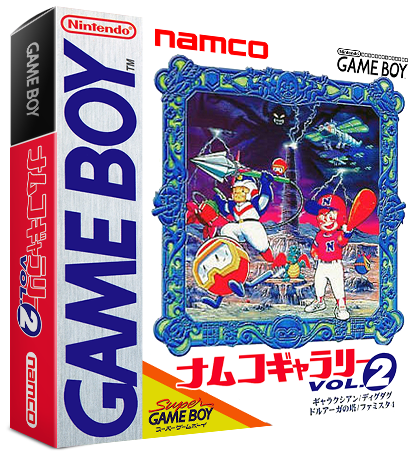 GAME BOY
ナムコギャラリー
VOL.2
namco
Nintendo
GAME BOY
TM
namco
Nintendo
GAME BOY
N
N
ナムコギャラリー
VOL.2
ギャラクシアン/ディグダグ
ドルアーガの塔/ファミスタ4
Super
GAME BOY
スーパーゲームボーイ